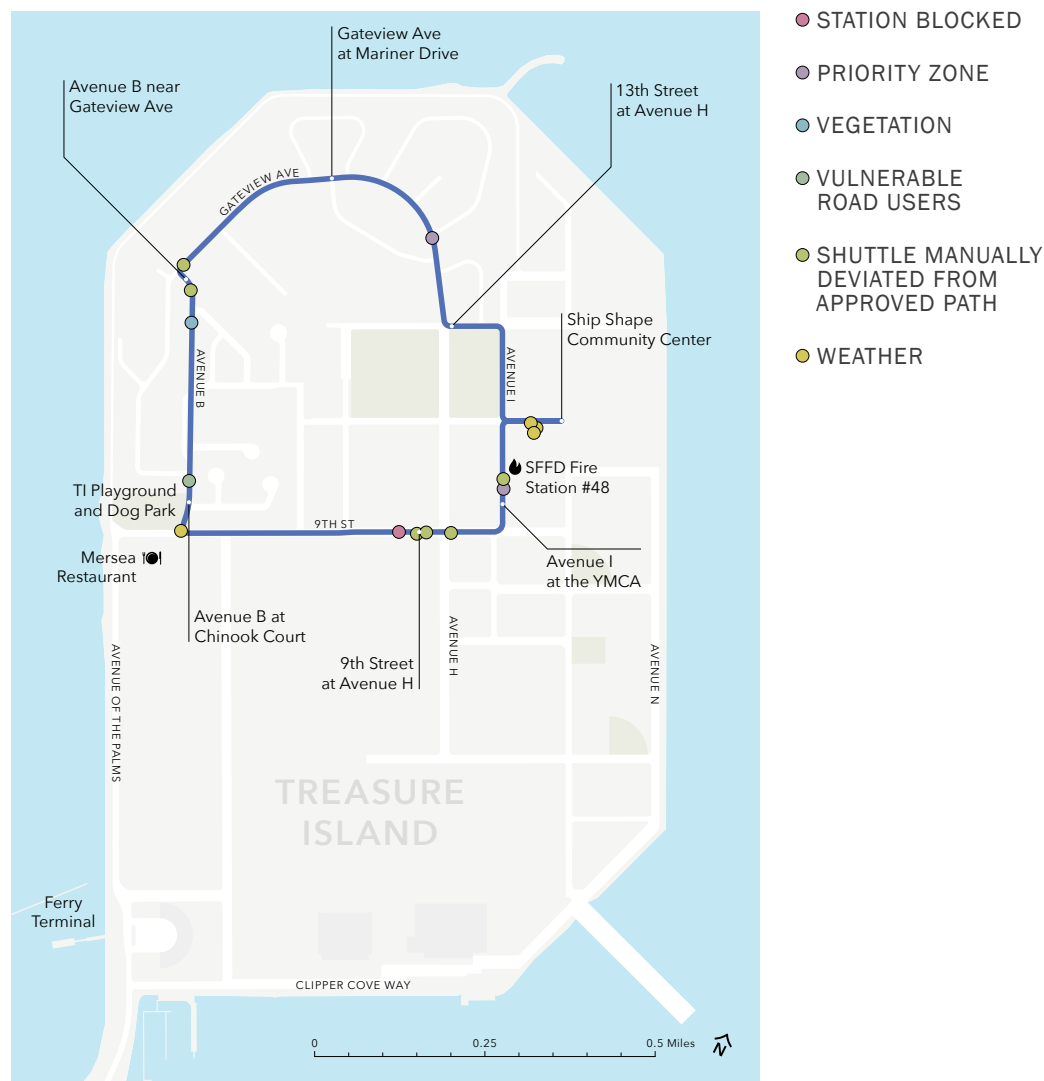 Gateview Ave
at Mariner Drive
Avenue B near
Gateview Ave
13th Street
at Avenue H
GATEVIEW AVE
Ship Shape
Community Center
AVENUE B
AVENUE I
SFFD Fire
Station #48
TI Playground
and Dog Park
9TH ST
Mersea
Restaurant
Avenue I
at the YMCA
Avenue B at
Chinook Court
9th Street
at Avenue H
AVENUE H
AVENUE N
AVENUE OF THE PALMS
TREASURE
ISLAND
Ferry
Terminal
CLIPPER COVE WAY
0
0.25
0.5 Miles
N
STATION BLOCKED
PRIORITY ZONE
VEGETATION
VULNERABLE
ROAD USERS
SHUTTLE MANUALLY
DEVIATED FROM
APPROVED PATH
WEATHER